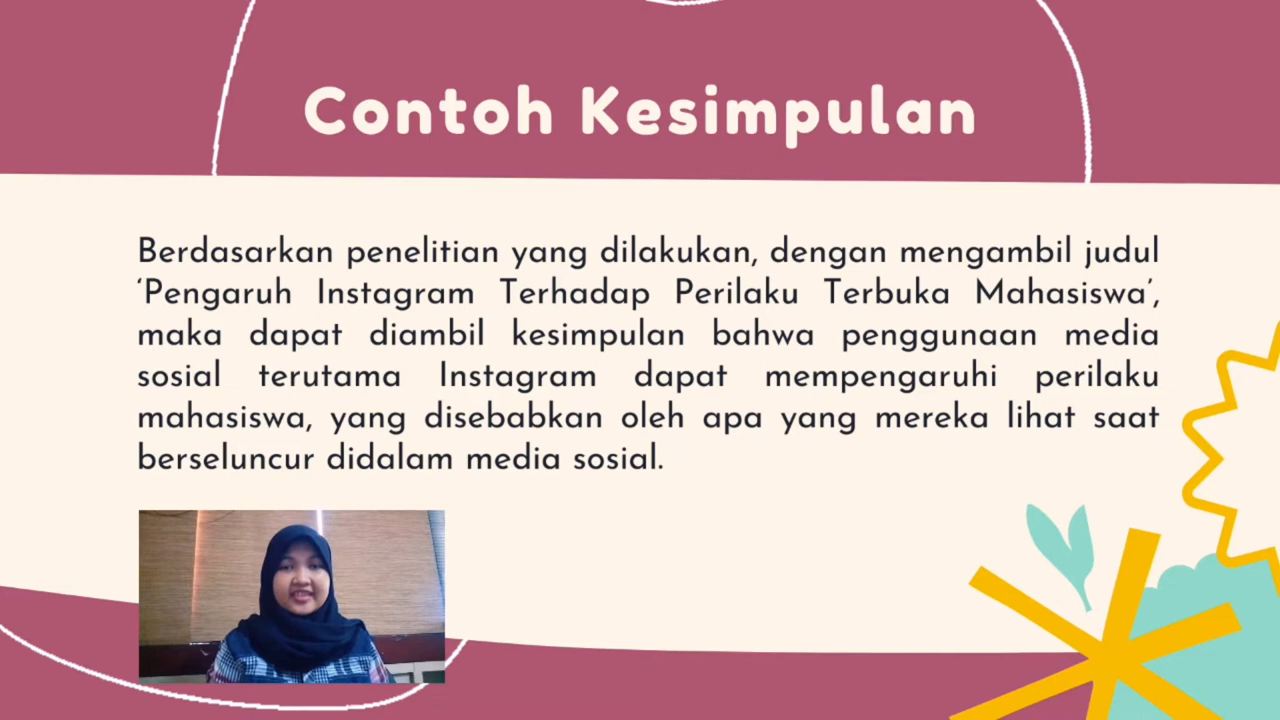 Contoh Kesimpulan
Berdasarkan penelitian yang dilakukan, dengan mengambil judul
‘Pengaruh Instagram Terhadap Perilaku Terbuka Mahasiswa’,
maka dapat diambil kesimpulan bahwa penggunaan media
sosial terutama Instagram dapat mempengaruhi perilaku
mahasiswa, yang disebabkan oleh apa yang mereka lihat saat
berseluncur didalam media sosial.